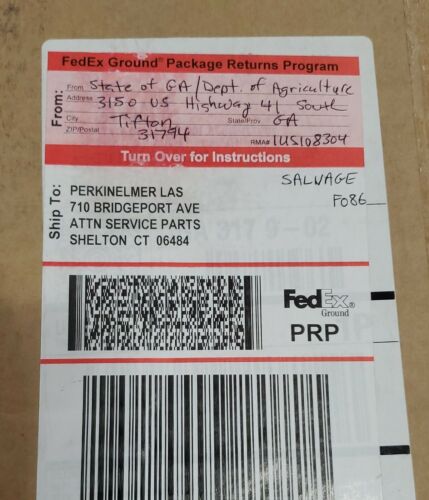 FedEx Ground® Package Returns Program
From: From State of GA/Dept. of Agriculture
Address 3150 US Highway 41 South
City Tifton State/Prov. GA
ZIP/Postal 31794 RMA# 1US108304
Turn Over for Instructions
Ship To: PERKINELMER LAS
710 BRIDGEPORT AVE
ATTN SERVICE PARTS
SHELTON CT 06484
SALVAGE
F086
FedEx
Ground
PRP